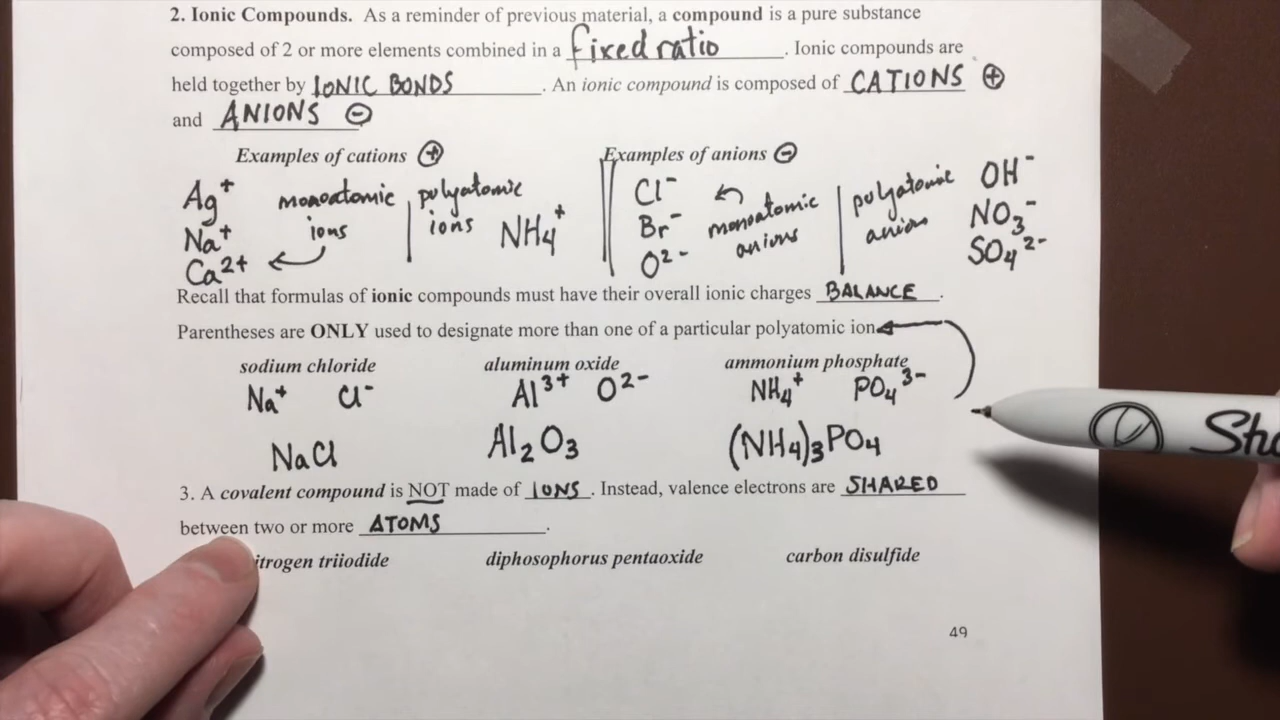 2. Ionic Compounds. As a reminder of previous material, a compound is a pure substance
composed of 2 or more elements combined in a fixed ratio. Ionic compounds are
held together by IONIC BONDS. An ionic compound is composed of CATIONS ⊕
and ANIONS ⊖
Examples of cations ⊕ Examples of anions ⊖
Ag⁺ monoatomic polyatomic Cl⁻ polyatomic OH⁻
Na⁺ ions ions NH₄⁺ Br⁻ monoatomic anion NO₃⁻
Ca²⁺ O²⁻ anions SO₄²⁻
Recall that formulas of ionic compounds must have their overall ionic charges BALANCE.
Parentheses are ONLY used to designate more than one of a particular polyatomic ion
sodium chloride aluminum oxide ammonium phosphate
Na⁺ Cl⁻ Al³⁺ O²⁻ NH₄⁺ PO₄³⁻
NaCl Al₂O₃ (NH₄)₃PO₄
3. A covalent compound is NOT made of IONS. Instead, valence electrons are SHARED
between two or more ATOMS.
itrogen triiodide diphosophorus pentaoxide carbon disulfide
49